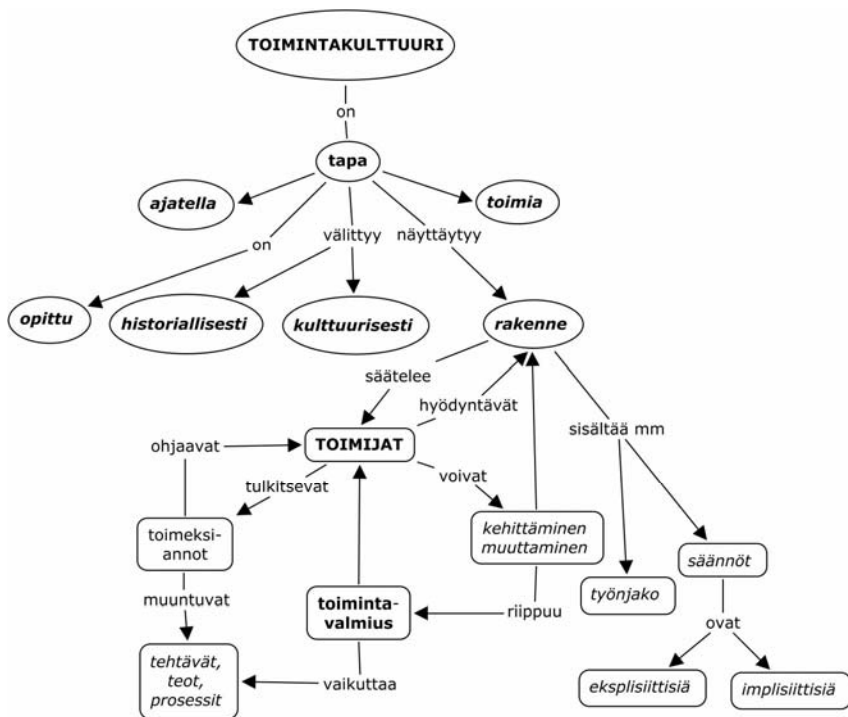 TOIMINTAKULTTUURI
on
tapa
ajatella
toimia
on
välittyy
näyttäytyy
opittu
historiallisesti
kulttuurisesti
rakenne
säätelee
hyödyntävät
sisältää mm
ohjaavat
TOIMIJAT
tulkitsevat
voivat
toimeksi-
annot
kehittäminen
muuttaminen
säännöt
muuntuvat
toiminta-
valmius
riippuu
työnjako
ovat
tehtävät,
teot,
prosessit
vaikuttaa
eksplisiittisiä
implisiittisiä